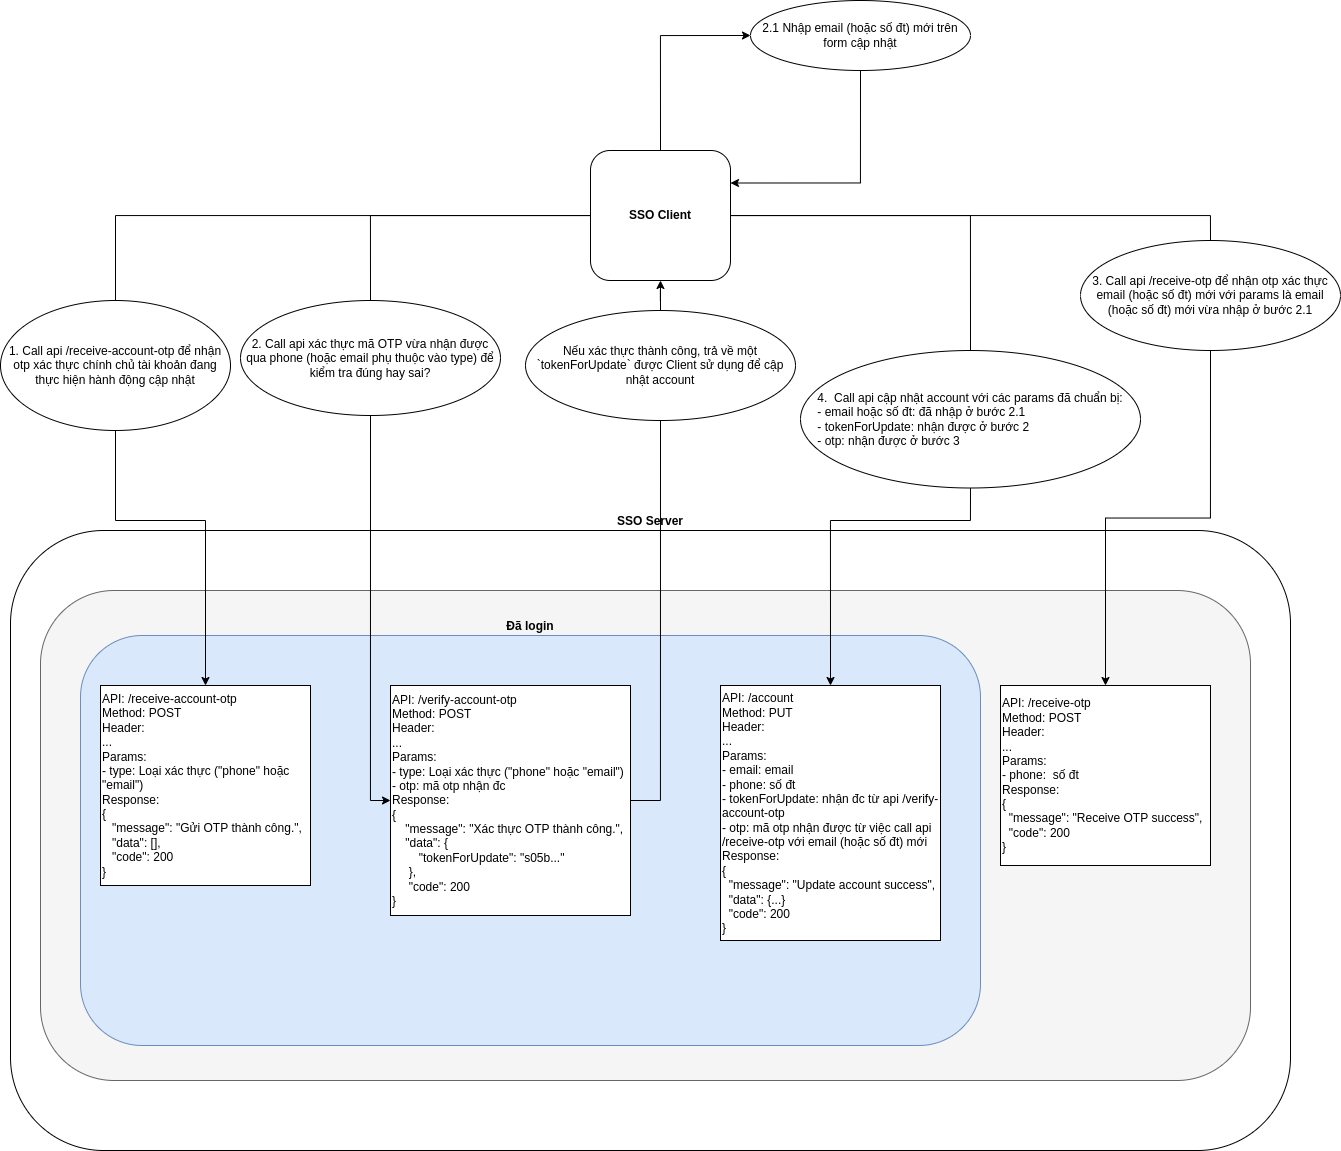 2.1 Nhập email (hoặc số đt) mới trên
form cập nhật
SSO Client
1. Call api /receive-account-otp để nhận
otp xác thực chính chủ tài khoản đang
thực hiện hành động cập nhật
2. Call api xác thực mã OTP vừa nhận được
qua phone (hoặc email phụ thuộc vào type) để
kiểm tra đúng hay sai?
Nếu xác thực thành công, trả về một
`tokenForUpdate` được Client sử dụng để cập
nhật account
4.  Call api cập nhật account với các params đã chuẩn bị:
- email hoặc số đt: đã nhập ở bước 2.1
- tokenForUpdate: nhận được ở bước 2
- otp: nhận được ở bước 3
3. Call api /receive-otp để nhận otp xác thực
email (hoặc số đt) mới với params là email
(hoặc số đt) mới vừa nhập ở bước 2.1
SSO Server
Đã login
API: /receive-account-otp
Method: POST
Header:
...
Params:
- type: Loại xác thực ("phone" hoặc
"email")
Response:
{
"message": "Gửi OTP thành công.",
"data": [],
"code": 200
}
API: /verify-account-otp
Method: POST
Header:
...
Params:
- type: Loại xác thực ("phone" hoặc "email")
- otp: mã otp nhận đc
Response:
{
"message": "Xác thực OTP thành công.",
"data": {
"tokenForUpdate": "s05b..."
},
"code": 200
}
API: /account
Method: PUT
Header:
...
Params:
- email: email
- phone: số đt
- tokenForUpdate: nhận đc từ api /verify-
account-otp
- otp: mã otp nhận được từ việc call api
/receive-otp với email (hoặc số đt) mới
Response:
{
"message": "Update account success",
"data": {...}
"code": 200
}
API: /receive-otp
Method: POST
Header:
...
Params:
- phone:  số đt
Response:
{
"message": "Receive OTP success",
"code": 200
}